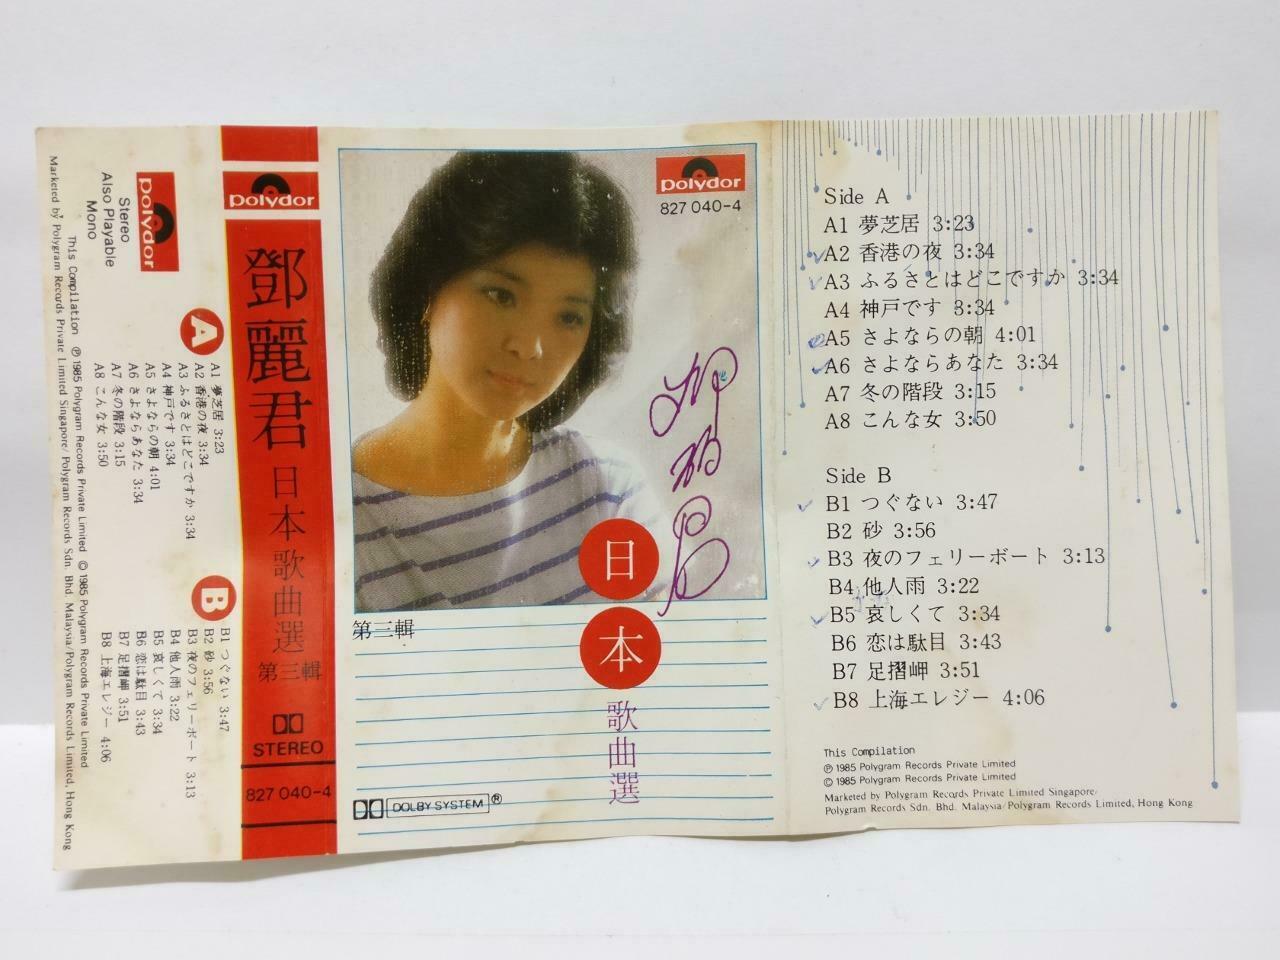 Marketed by Polygram Records Private Limited Singapore/ Polygram Records Sdn. Bhd. Malaysia/Polygram Records Limited, Hong Kong
This Compilation ℗ 1985 Polygram Records Private Limited © 1985 Polygram Records Private Limited
polydor
Stereo
Also Playable
Mono
A
A1 夢芝居 3:23
A2 香港の夜 3:34
A3 ふるさとはどこですか 3:34
A4 神戸です 3:34
A5 さよならの朝 4:01
A6 さよならあなた 3:34
A7 冬の階段 3:15
A8 こんな女 3:50
B
B1 つぐない 3:47
B2 砂 3:56
B3 夜のフェリーボート 3:13
B4 他人雨 3:22
B5 哀しくて 3:34
B6 恋は駄目 3:43
B7 足摺岬 3:51
B8 上海エレジー 4:06
polydor
鄧麗君
日本歌曲選
第三輯
STEREO
827 040-4
polydor
827 040-4
鄧麗君
日本歌曲選
第三輯
DOLBY SYSTEM ®
Side A
A1 夢芝居 3:23
A2 香港の夜 3:34
A3 ふるさとはどこですか 3:34
A4 神戸です 3:34
A5 さよならの朝 4:01
A6 さよならあなた 3:34
A7 冬の階段 3:15
A8 こんな女 3:50
Side B
B1 つぐない 3:47
B2 砂 3:56
B3 夜のフェリーボート 3:13
B4 他人雨 3:22
B5 哀しくて 3:34
B6 恋は駄目 3:43
B7 足摺岬 3:51
B8 上海エレジー 4:06
This Compilation
℗ 1985 Polygram Records Private Limited
© 1985 Polygram Records Private Limited
Marketed by Polygram Records Private Limited Singapore/
Polygram Records Sdn. Bhd. Malaysia/Polygram Records Limited, Hong Kong